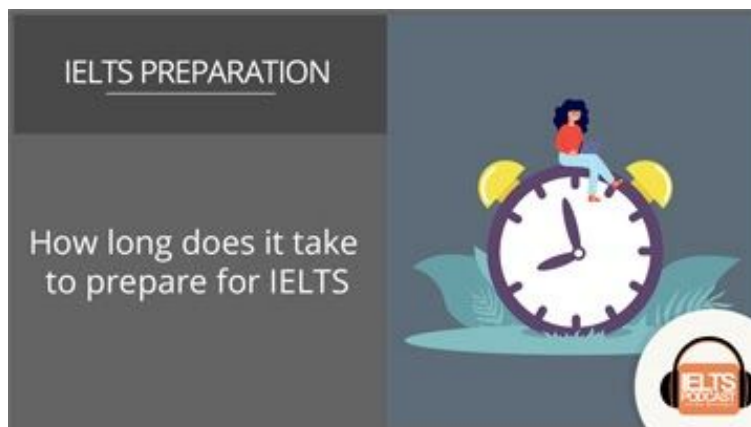 IELTS PREPARATION
How long does it take
to prepare for IELTS
IELTS
PODCAST